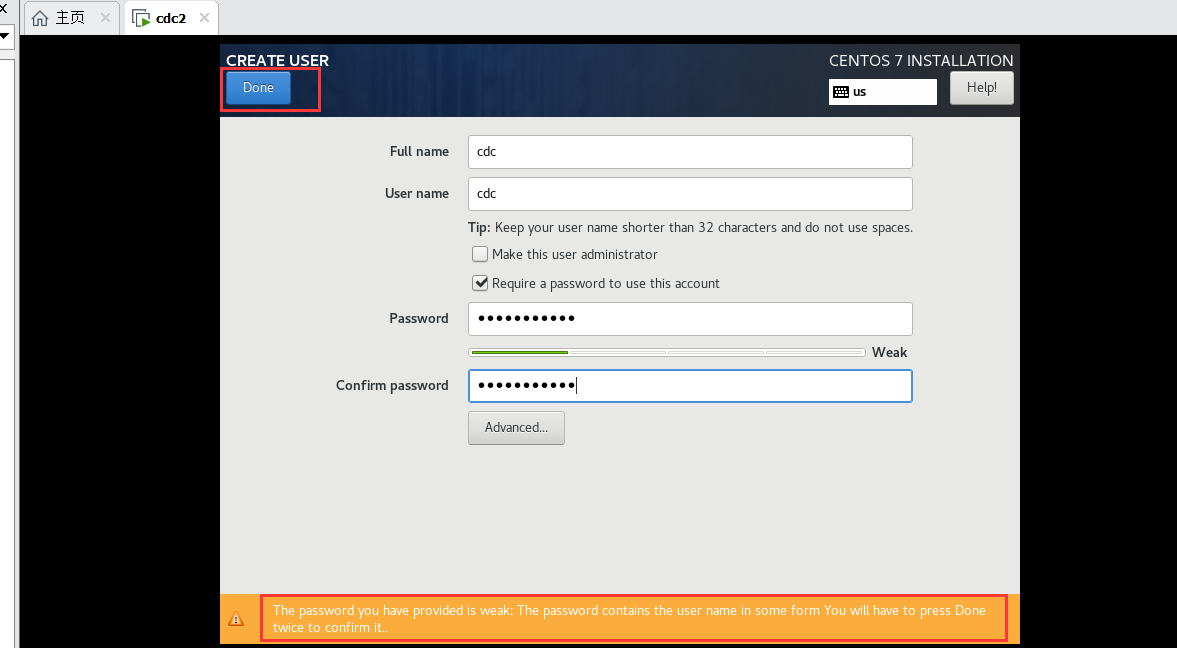 主页
cdc2
CREATE USER
CENTOS 7 INSTALLATION
Done
us
Help!
Full name
cdc
User name
cdc
Tip: Keep your user name shorter than 32 characters and do not use spaces.
Make this user administrator
Require a password to use this account
Password
•••••••••••
Weak
Confirm password
•••••••••••
Advanced...
The password you have provided is weak: The password contains the user name in some form You will have to press Done
twice to confirm it..